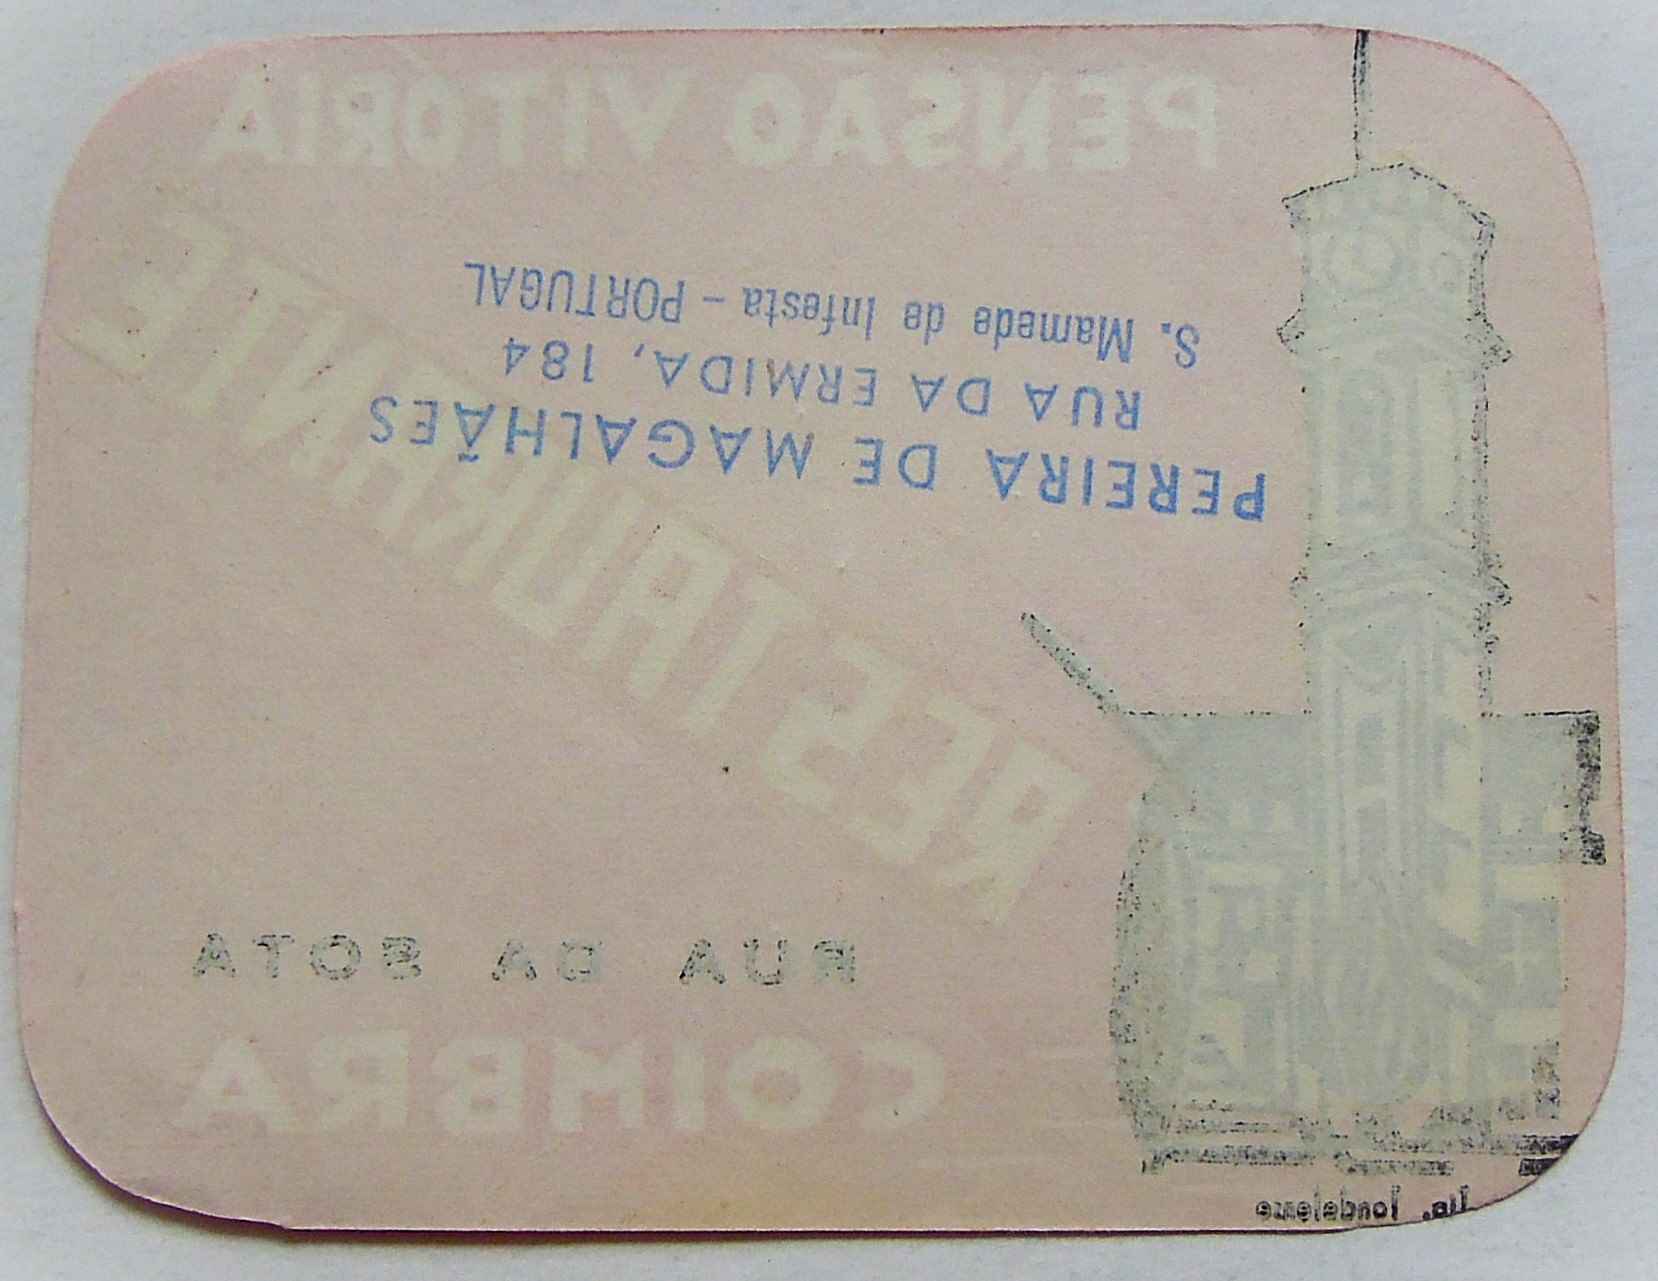 PENSÃO VITÓRIA
RESTAURANTE
PEREIRA DE MAGALHÃES
RUA DA ERMIDA, 184
S. Mamede de Infesta - PORTUGAL
RUA DA SOTA
COIMBRA